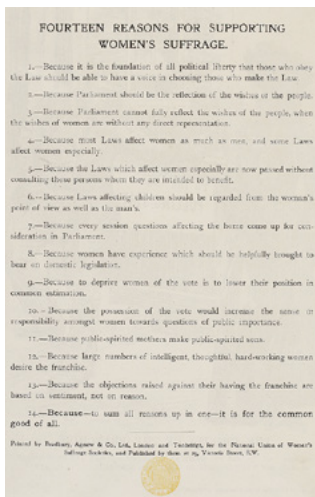 FOURTEEN REASONS FOR SUPPORTING
WOMEN'S SUFFRAGE.
1.—Because it is the foundation of all political liberty that those who obey
the Law should be able to have a voice in choosing those who make the Law.
2.—Because Parliament should be the reflection of the wishes of the people.
3.—Because Parliament cannot fully reflect the wishes of the people, when
the wishes of women are without any direct representation.
4.—Because most Laws affect women as much as men, and some Laws
affect women especially.
5.—Because the Laws which affect women especially are now passed without
consulting those persons whom they are intended to benefit.
6.—Because Laws affecting children should be regarded from the woman's
point of view as well as the man's.
7.—Because every session questions affecting the home come up for con-
sideration in Parliament.
8.—Because women have experience which should be helpfully brought to
bear on domestic legislation.
9.—Because to deprive women of the vote is to lower their position in
common estimation.
10.—Because the possession of the vote would increase the sense of
responsibility amongst women towards questions of public importance.
11.—Because public-spirited mothers make public-spirited sons.
12.—Because large numbers of intelligent, thoughtful, hard-working women
desire the franchise.
13.—Because the objections raised against their having the franchise are
based on sentiment, not on reason.
14.—Because—to sum all reasons up in one—it is for the common
good of all.
Printed by Bradbury, Agnew & Co., Ltd., London and Tonbridge, for the National Union of Women's
Suffrage Societies, and Published by them at 25, Victoria Street, S.W.